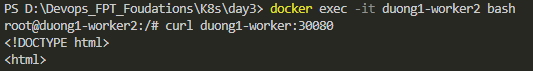 PS D:\Devops_FPT_Foudations\K8s\day3> docker exec -it duong1-worker2 bash
root@duong1-worker2:/# curl duong1-worker:30080
<!DOCTYPE html>
<html>